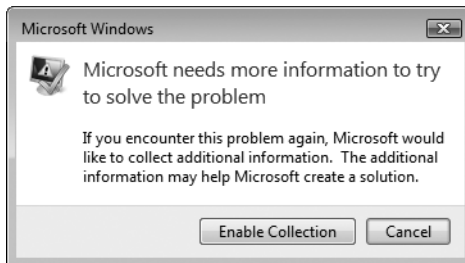 Microsoft Windows
Microsoft needs more information to try
to solve the problem
If you encounter this problem again, Microsoft would
like to collect additional information.  The additional
information may help Microsoft create a solution.
Enable Collection
Cancel